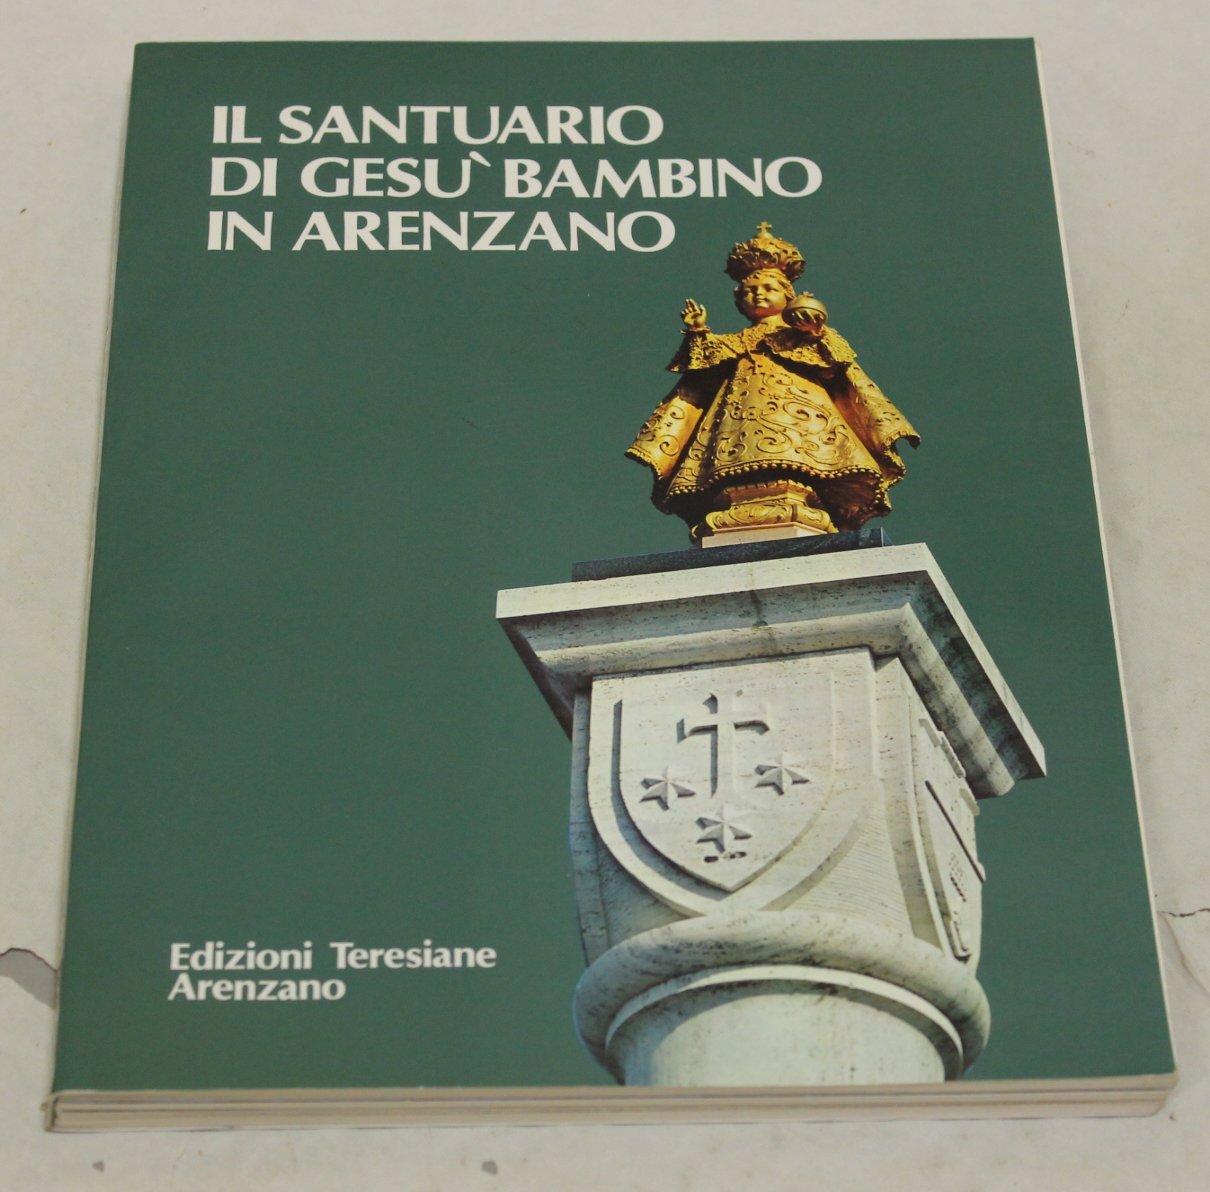 IL SANTUARIO
DI GESU` BAMBINO
IN ARENZANO
Edizioni Teresiane
Arenzano